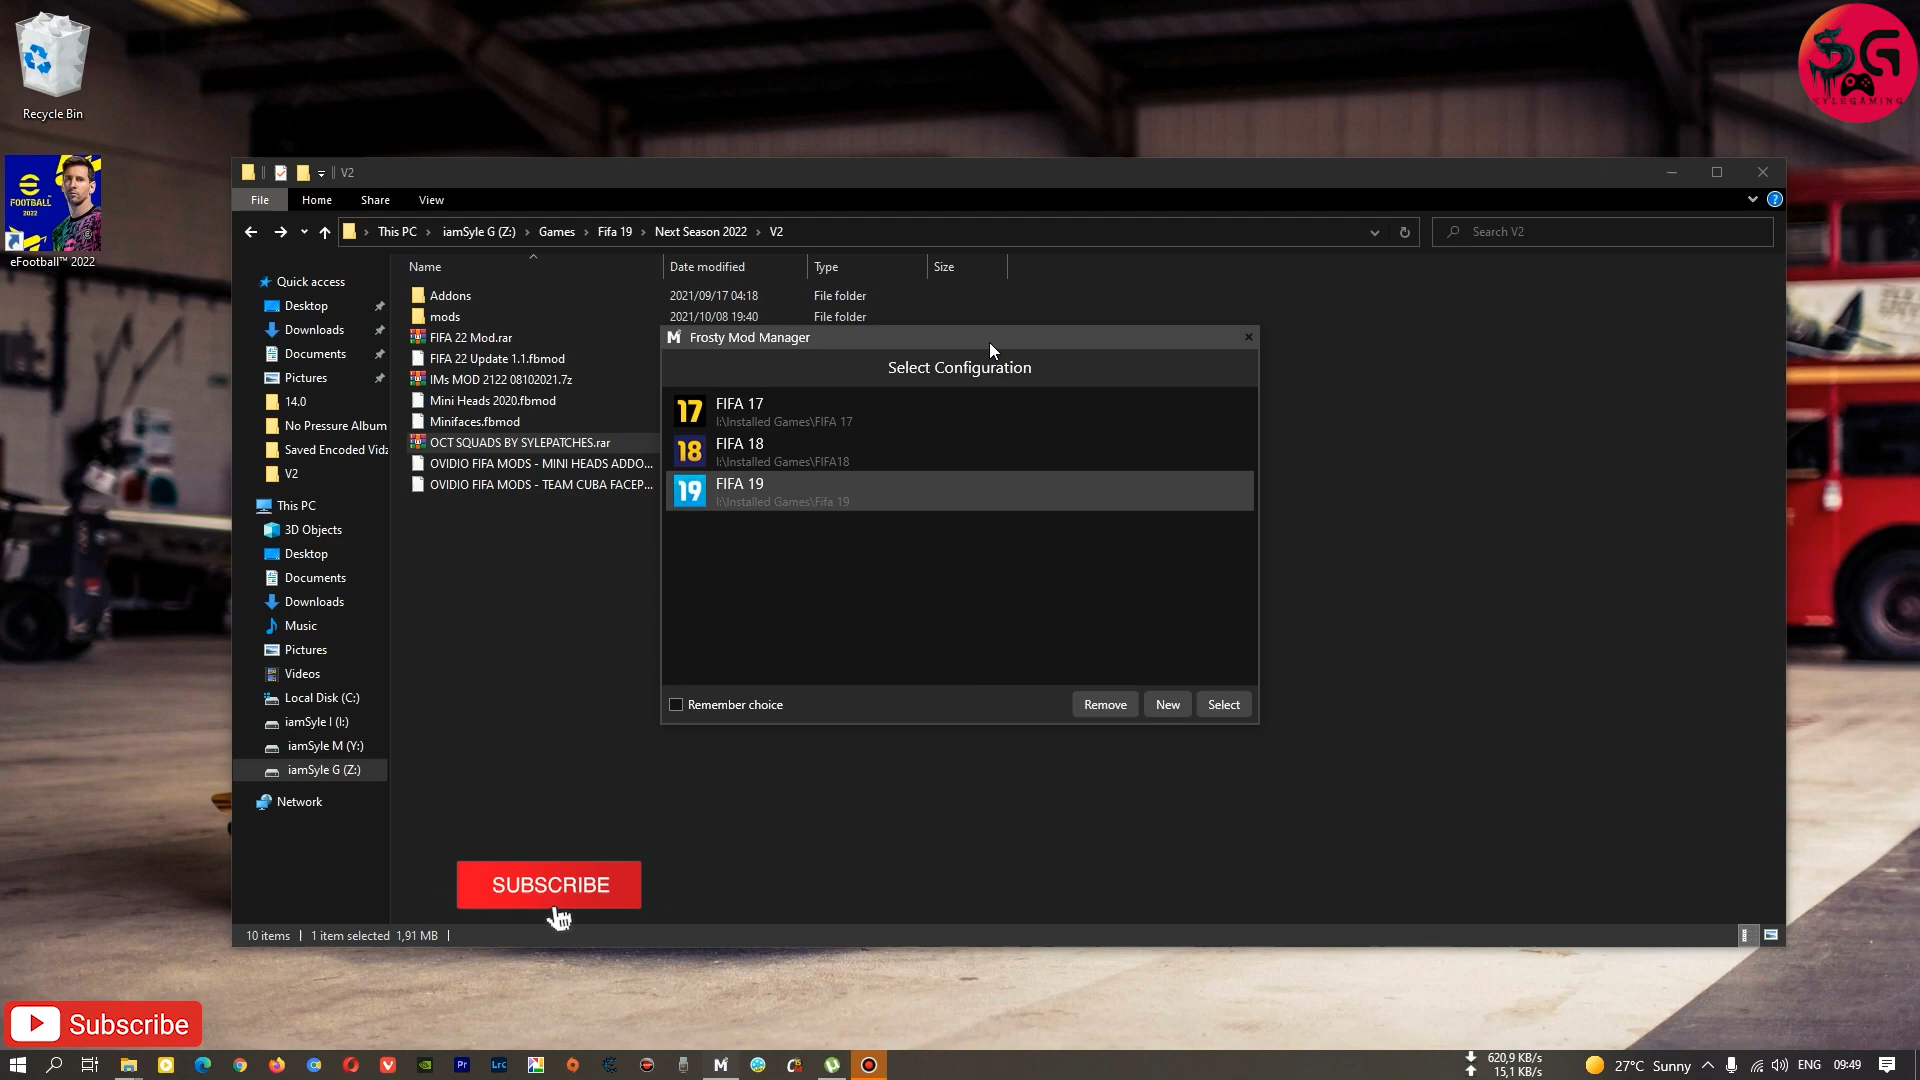 Recycle Bin
SG
SYLEGAMING
FOOTBALL
2022
eFootball™ 2022
V2
File
Home
Share
View
This PC
iamSyle G (Z:)
Games
Fifa 19
Next Season 2022
V2
Search V2
Name
Date modified
Type
Size
Quick access
Desktop
Downloads
Documents
Pictures
14.0
No Pressure Album
Saved Encoded Vidz
V2
This PC
3D Objects
Desktop
Documents
Downloads
Music
Pictures
Videos
Local Disk (C:)
iamSyle I (I:)
iamSyle M (Y:)
iamSyle G (Z:)
Network
Addons 2021/09/17 04:18 File folder
mods 2021/10/08 19:40 File folder
FIFA 22 Mod.rar
FIFA 22 Update 1.1.fbmod
IMs MOD 2122 08102021.7z
Mini Heads 2020.fbmod
Minifaces.fbmod
OCT SQUADS BY SYLEPATCHES.rar
OVIDIO FIFA MODS - MINI HEADS ADDO...
OVIDIO FIFA MODS - TEAM CUBA FACEP...
Frosty Mod Manager
Select Configuration
17 FIFA 17
I:\Installed Games\FIFA 17
18 FIFA 18
I:\Installed Games\FIFA18
19 FIFA 19
I:\Installed Games\Fifa 19
Remember choice
Remove
New
Select
SUBSCRIBE
10 items
1 item selected 1,91 MB
Subscribe
Pr
Lrc
620,9 KB/s
15,1 KB/s
27°C Sunny
ENG
09:49